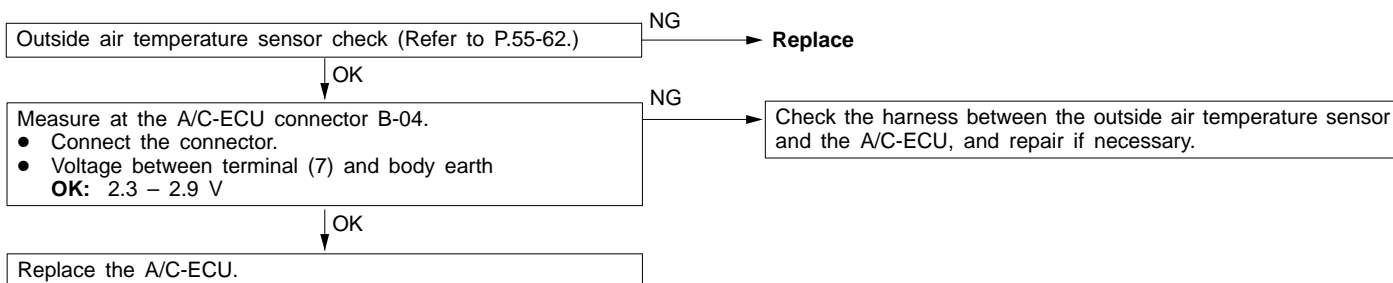 Outside air temperature sensor check (Refer to P.55-62.)
NG
Replace
OK
Measure at the A/C-ECU connector B-04.
● Connect the connector.
● Voltage between terminal (7) and body earth
OK: 2.3 – 2.9 V
NG
Check the harness between the outside air temperature sensor
and the A/C-ECU, and repair if necessary.
OK
Replace the A/C-ECU.